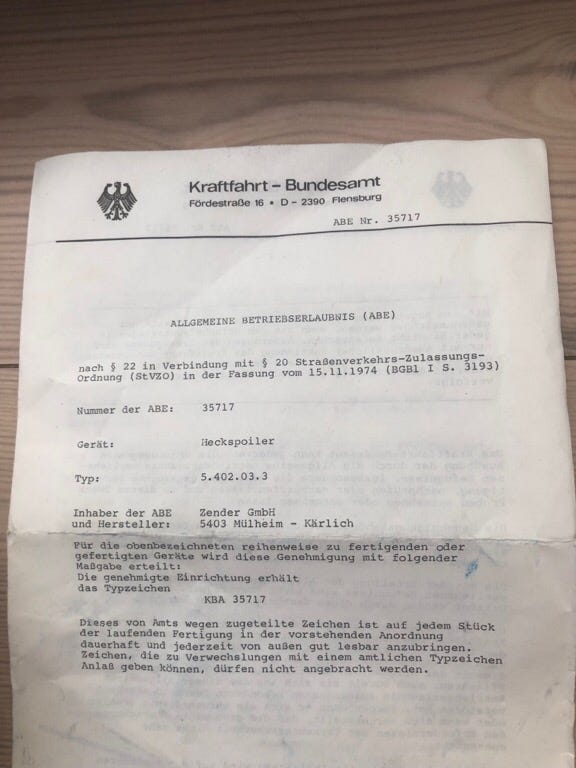 Kraftfahrt - Bundesamt
Fördestraße 16 • D - 2390 Flensburg
ABE Nr. 35717
ALLGEMEINE BETRIEBSERLAUBNIS (ABE)
nach § 22 in Verbindung mit § 20 Straßenverkehrs-Zulassungs-
Ordnung (StVZO) in der Fassung vom 15.11.1974 (BGBl I S. 3193)
Nummer der ABE: 35717
Gerät: Heckspoiler
Typ: 5.402.03.3
Inhaber der ABE Zender GmbH
und Hersteller: 5403 Mülheim - Kärlich
Für die obenbezeichneten reihenweise zu fertigenden oder
gefertigten Geräte wird diese Genehmigung mit folgender
Maßgabe erteilt:
Die genehmigte Einrichtung erhält
das Typzeichen
KBA 35717
Dieses von Amts wegen zugeteilte Zeichen ist auf jedem Stück
der laufenden Fertigung in der vorstehenden Anordnung
dauerhaft und jederzeit von außen gut lesbar anzubringen.
Zeichen, die zu Verwechslungen mit einem amtlichen Typzeichen
Anlaß geben können, dürfen nicht angebracht werden.